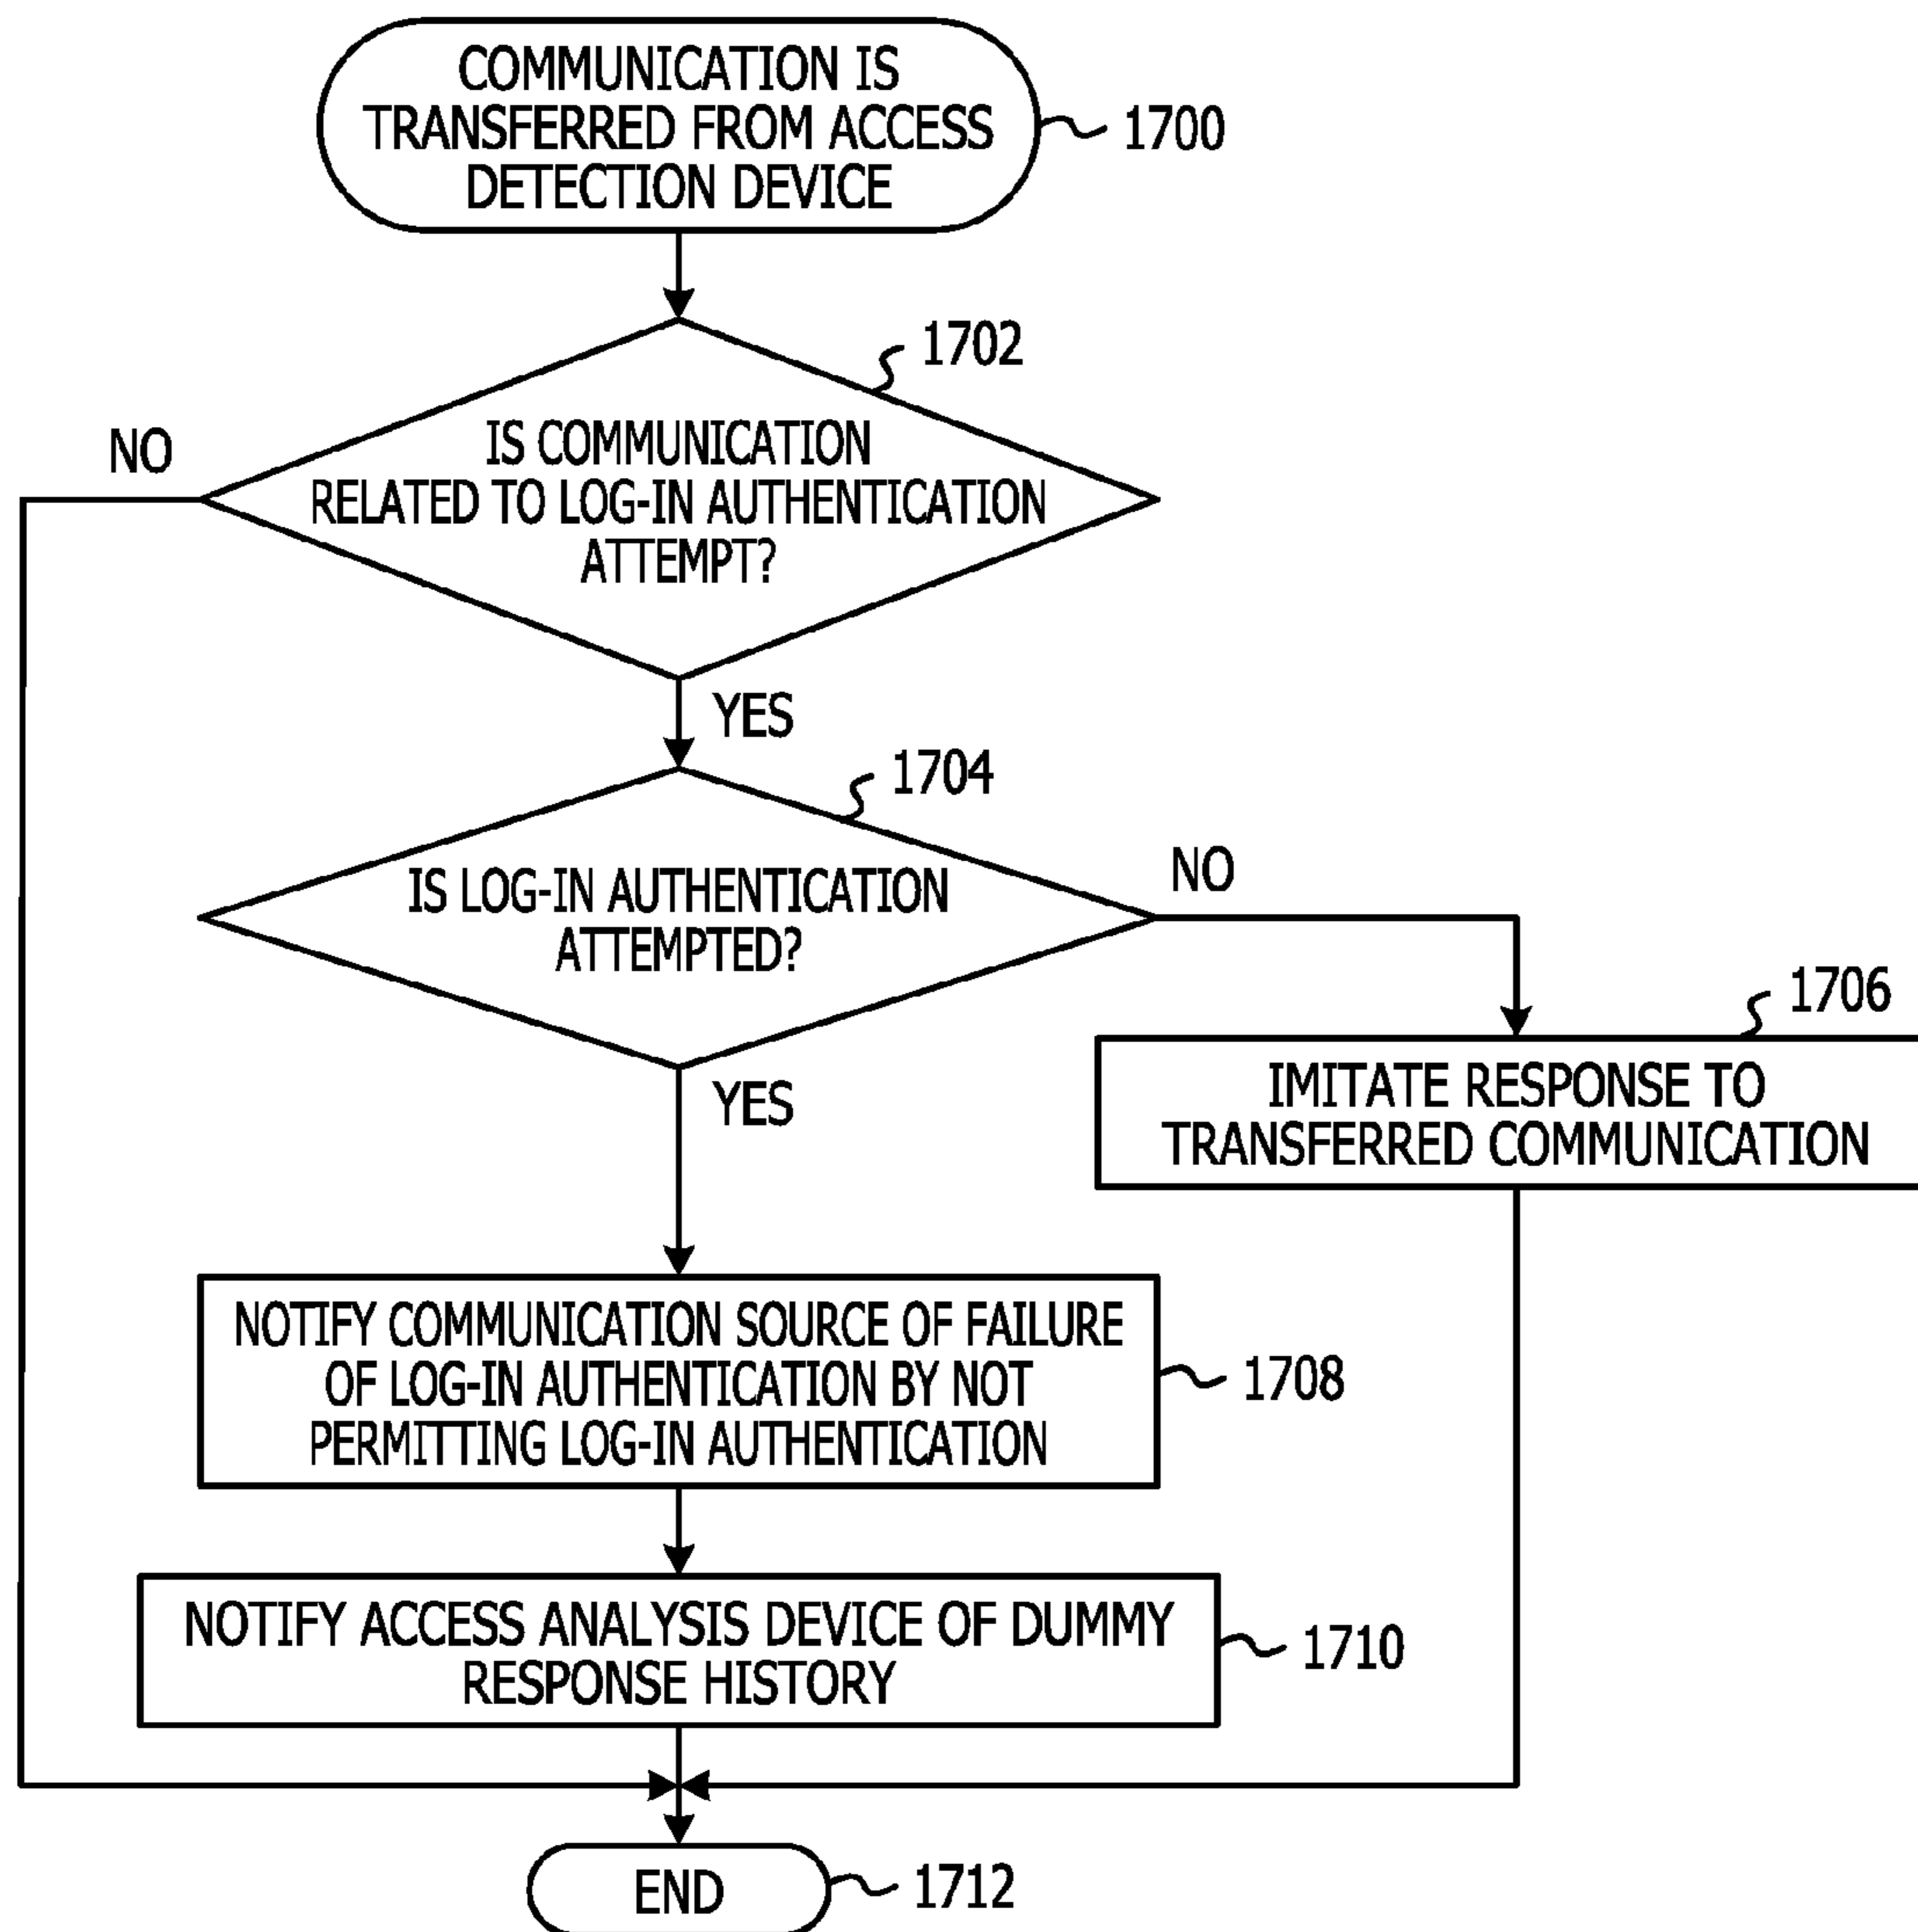 COMMUNICATION IS
TRANSFERRED FROM ACCESS
DETECTION DEVICE
1700
1702
IS COMMUNICATION
RELATED TO LOG-IN AUTHENTICATION
ATTEMPT?
NO
YES
1704
IS LOG-IN AUTHENTICATION
ATTEMPTED?
NO
YES
1706
IMITATE RESPONSE TO
TRANSFERRED COMMUNICATION
NOTIFY COMMUNICATION SOURCE OF FAILURE
OF LOG-IN AUTHENTICATION BY NOT
PERMITTING LOG-IN AUTHENTICATION
1708
NOTIFY ACCESS ANALYSIS DEVICE OF DUMMY
RESPONSE HISTORY
1710
END
1712